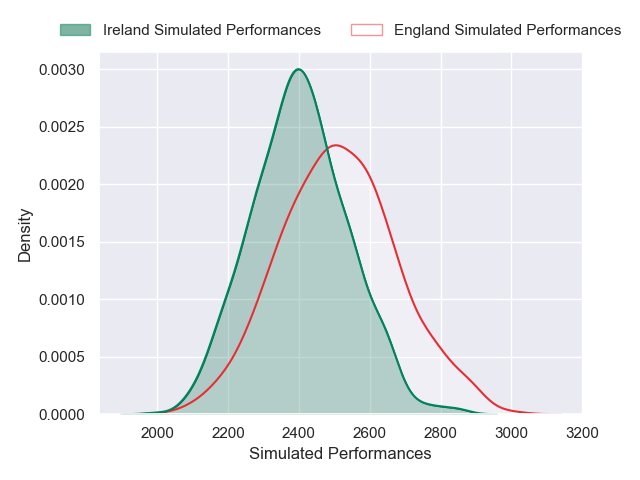 Ireland Simulated Performances England Simulated Performances
0.0030
0.0025
0.0020
0.0015
0.0010
0.0005
0.0000
Density
2000 2200 2400 2600 2800 3000 3200
Simulated Performances